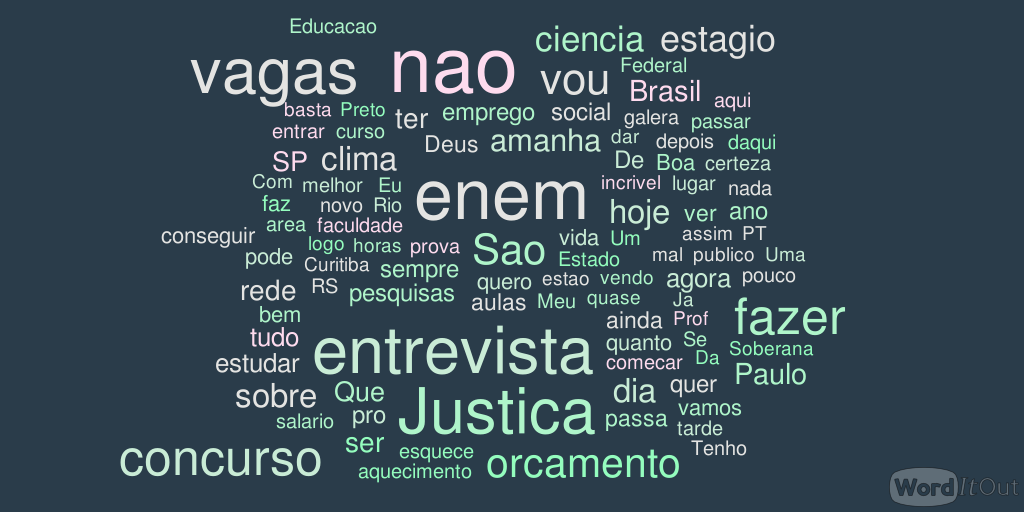 Educacao
vagas nao ciencia estagio
vou Federal
Brasil aqui
basta Preto ter emprego social galera passar
entrar curso Deus amanha dar depois daqui
SP clima De Boa certeza
Com melhor Eu enem incrivel lugar nada
faz novo Rio hoje ver ano
conseguir area faculdade assim PT
logo horas prova Sao vida Um
pode Curitiba sempre Estado mal publico Uma
rede RS pesquisas quero estao vendo agora pouco
bem aulas Meu quase Ja
tudo ainda Prof fazer
estudar entrevista quanto Se Soberana
comecar Da Paulo
sobre Que Justica dia quer
salario pro passa vamos
tarde
concurso ser esquece Tenho
aquecimento orcamento
WordItOut